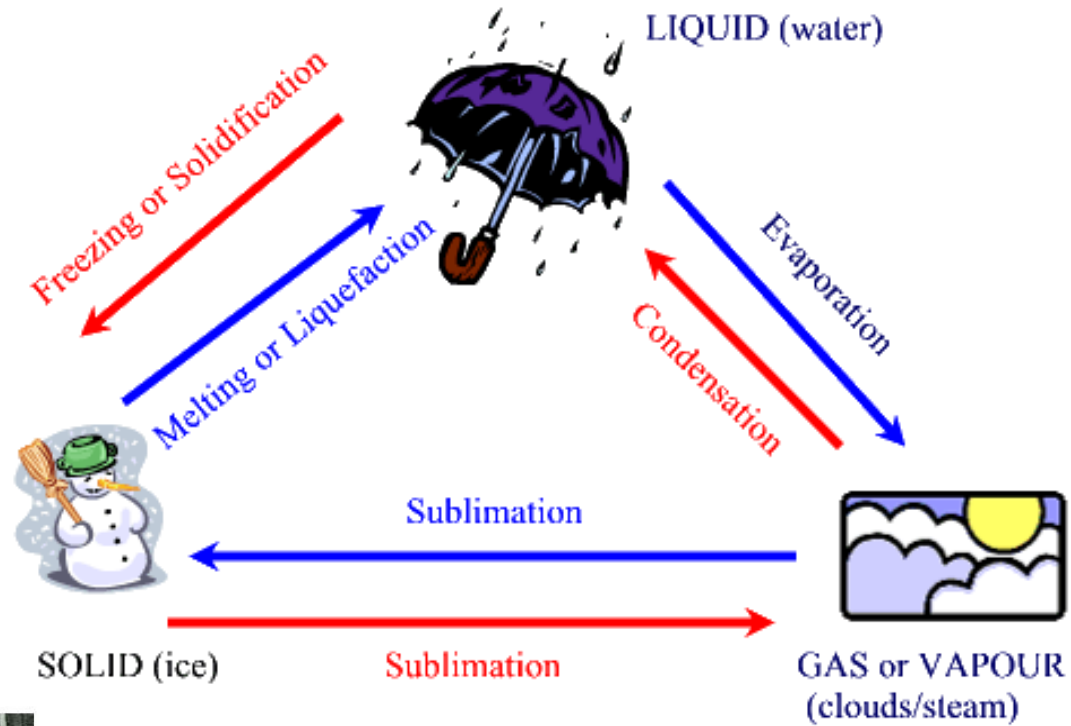 LIQUID (water)
Freezing or Solidification
Melting or Liquefaction
Evaporation
Condensation
Sublimation
Sublimation
SOLID (ice)
GAS or VAPOUR
(clouds/steam)